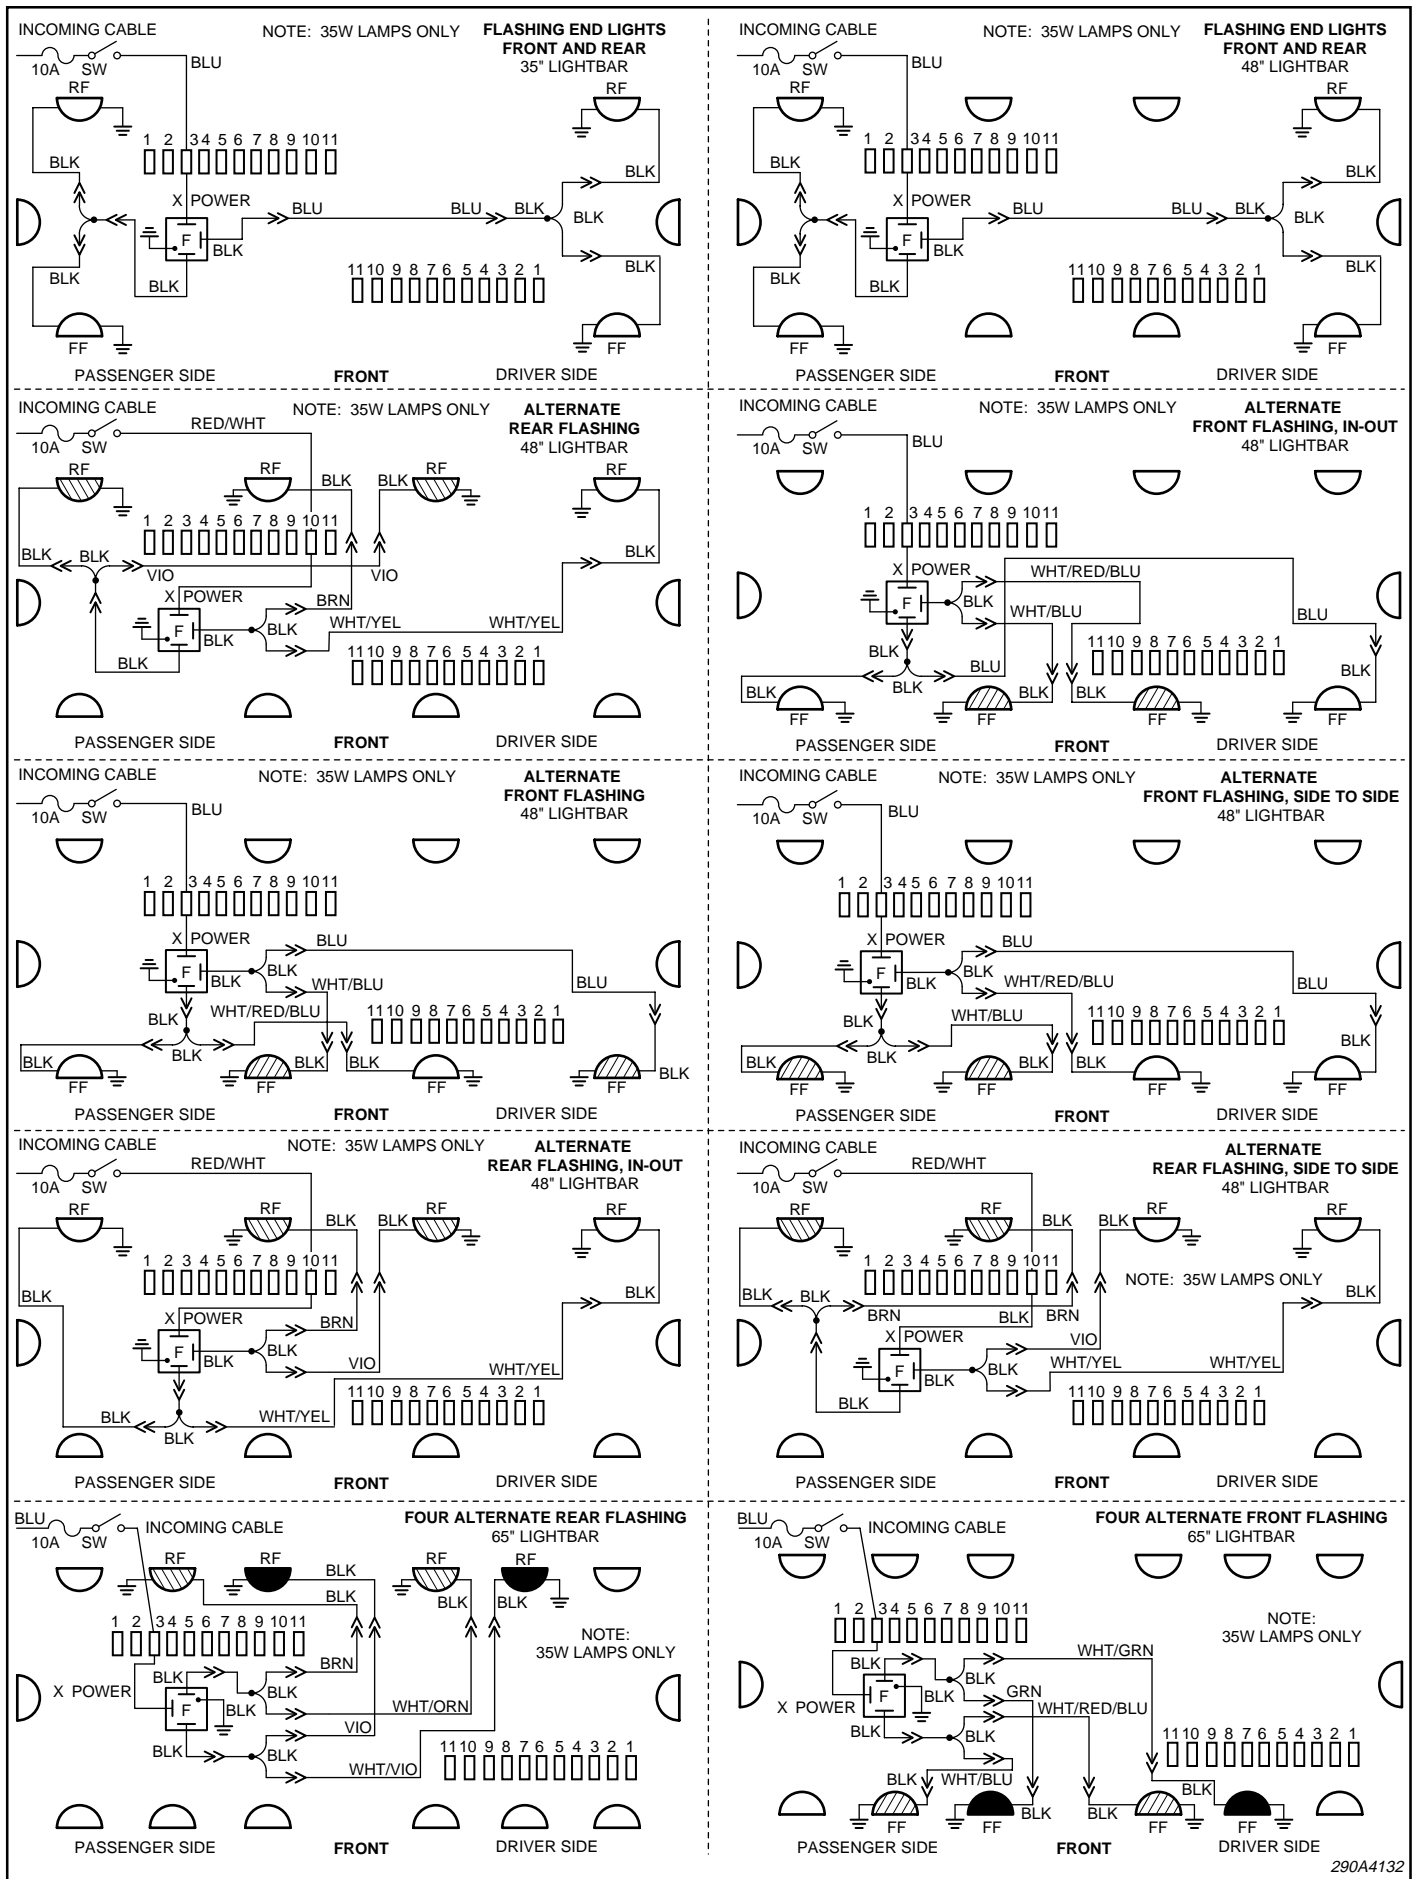 INCOMING CABLE NOTE: 35W LAMPS ONLY FLASHING END LIGHTS
FRONT AND REAR
35" LIGHTBAR
10A SW BLU
RF RF
1 2 3 4 5 6 7 8 9 10 11
BLK BLK
X POWER
BLU BLU BLK BLK
F BLK
BLK BLK BLK
11 10 9 8 7 6 5 4 3 2 1
FF FF
PASSENGER SIDE FRONT DRIVER SIDE
INCOMING CABLE NOTE: 35W LAMPS ONLY FLASHING END LIGHTS
FRONT AND REAR
48" LIGHTBAR
10A SW BLU
RF RF
1 2 3 4 5 6 7 8 9 10 11
BLK BLK
X POWER
BLU BLU BLK BLK
F BLK
BLK BLK BLK
11 10 9 8 7 6 5 4 3 2 1
FF FF
PASSENGER SIDE FRONT DRIVER SIDE
INCOMING CABLE NOTE: 35W LAMPS ONLY ALTERNATE
REAR FLASHING
48" LIGHTBAR
10A SW RED/WHT
RF RF RF RF
BLK BLK
1 2 3 4 5 6 7 8 9 10 11
BLK BLK VIO VIO BLK
X POWER BRN
F BLK BLK WHT/YEL WHT/YEL
BLK
11 10 9 8 7 6 5 4 3 2 1
PASSENGER SIDE FRONT DRIVER SIDE
INCOMING CABLE NOTE: 35W LAMPS ONLY ALTERNATE
FRONT FLASHING, IN-OUT
48" LIGHTBAR
10A SW BLU
1 2 3 4 5 6 7 8 9 10 11
X POWER WHT/RED/BLU
F BLK BLK WHT/BLU BLU
11 10 9 8 7 6 5 4 3 2 1
BLK BLU BLK
BLK BLK BLK BLK
FF FF FF FF
PASSENGER SIDE FRONT DRIVER SIDE
INCOMING CABLE NOTE: 35W LAMPS ONLY ALTERNATE
FRONT FLASHING
48" LIGHTBAR
10A SW BLU
1 2 3 4 5 6 7 8 9 10 11
X POWER BLU
F BLK BLK WHT/BLU BLU
BLK WHT/RED/BLU
11 10 9 8 7 6 5 4 3 2 1
BLK BLK BLK BLK BLK
FF FF FF FF
PASSENGER SIDE FRONT DRIVER SIDE
INCOMING CABLE NOTE: 35W LAMPS ONLY ALTERNATE
FRONT FLASHING, SIDE TO SIDE
48" LIGHTBAR
10A SW BLU
1 2 3 4 5 6 7 8 9 10 11
X POWER BLU
F BLK BLK WHT/RED/BLU BLU
BLK WHT/BLU
11 10 9 8 7 6 5 4 3 2 1
BLK BLK BLK BLK BLK
FF FF FF FF
PASSENGER SIDE FRONT DRIVER SIDE
INCOMING CABLE NOTE: 35W LAMPS ONLY ALTERNATE
REAR FLASHING, IN-OUT
48" LIGHTBAR
10A SW RED/WHT
RF RF RF RF
BLK BLK
1 2 3 4 5 6 7 8 9 10 11
BLK BLK
X POWER BRN
F BLK BLK VIO WHT/YEL
11 10 9 8 7 6 5 4 3 2 1
BLK BLK WHT/YEL
PASSENGER SIDE FRONT DRIVER SIDE
INCOMING CABLE ALTERNATE
REAR FLASHING, SIDE TO SIDE
48" LIGHTBAR
10A SW RED/WHT
RF RF RF RF
BLK BLK
1 2 3 4 5 6 7 8 9 10 11
NOTE: 35W LAMPS ONLY
BLK BLK BRN BLK BRN BLK
X POWER VIO
F BLK BLK WHT/YEL WHT/YEL
BLK
11 10 9 8 7 6 5 4 3 2 1
PASSENGER SIDE FRONT DRIVER SIDE
BLU INCOMING CABLE FOUR ALTERNATE REAR FLASHING
65" LIGHTBAR
10A SW
RF RF RF RF
BLK
BLK BLK BLK
1 2 3 4 5 6 7 8 9 10 11
NOTE:
35W LAMPS ONLY
BLK BRN
X POWER F BLK BLK WHT/ORN
VIO
BLK BLK WHT/VIO
11 10 9 8 7 6 5 4 3 2 1
PASSENGER SIDE FRONT DRIVER SIDE
BLU INCOMING CABLE FOUR ALTERNATE FRONT FLASHING
65" LIGHTBAR
10A SW
1 2 3 4 5 6 7 8 9 10 11
NOTE:
35W LAMPS ONLY
BLK BLK WHT/GRN
X POWER F BLK GRN WHT/RED/BLU
BLK BLK
11 10 9 8 7 6 5 4 3 2 1
BLK WHT/BLU BLK
BLK BLK
FF FF FF FF
PASSENGER SIDE FRONT DRIVER SIDE
290A4132